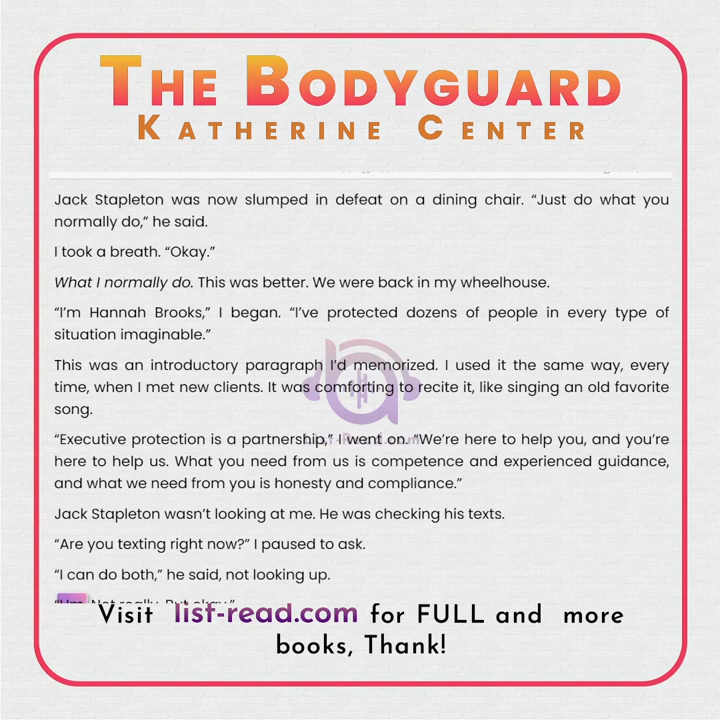 THE BODYGUARD
KATHERINE CENTER
Jack Stapleton was now slumped in defeat on a dining chair. “Just do what you
normally do,” he said.
I took a breath. “Okay.”
What I normally do. This was better. We were back in my wheelhouse.
“I’m Hannah Brooks,” I began. “I’ve protected dozens of people in every type of
situation imaginable.”
This was an introductory paragraph I’d memorized. I used it the same way, every
time, when I met new clients. It was comforting to recite it, like singing an old favorite
song.
“Executive protection is a partnership,” I went on. “We’re here to help you, and you’re
here to help us. What you need from us is competence and experienced guidance,
and what we need from you is honesty and compliance.”
Jack Stapleton wasn’t looking at me. He was checking his texts.
“Are you texting right now?” I paused to ask.
“I can do both,” he said, not looking up.
“Um. Not really. But okay.”
Visit list-read.com for FULL and more
books, Thank!